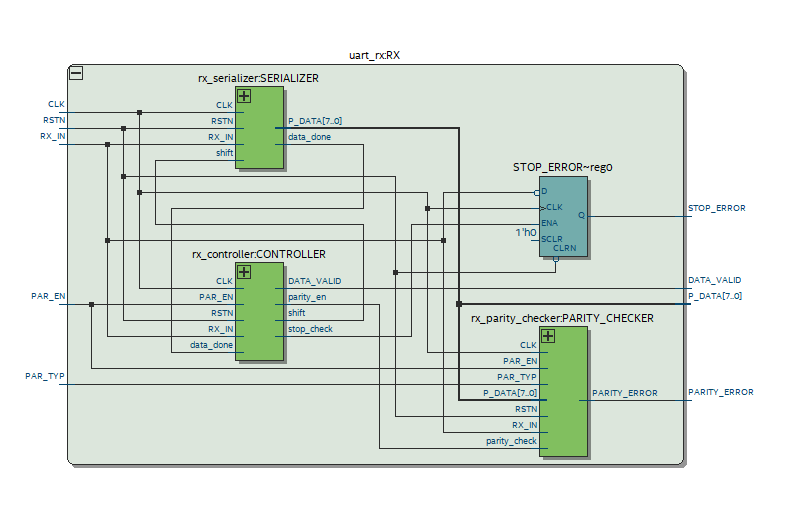 uart_rx:RX
rx_serializer:SERIALIZER
CLK
RSTN
RX_IN
CLK
RSTN
RX_IN
shift
P_DATA[7..0]
data_done
STOP_ERROR~reg0
D
CLK
ENA
1'h0
SCLR
CLRN
Q
STOP_ERROR
rx_controller:CONTROLLER
CLK
PAR_EN
RSTN
RX_IN
data_done
DATA_VALID
parity_en
shift
stop_check
DATA_VALID
P_DATA[7..0]
PAR_EN
PAR_TYP
rx_parity_checker:PARITY_CHECKER
CLK
PAR_EN
PAR_TYP
P_DATA[7..0]
RSTN
RX_IN
parity_check
PARITY_ERROR
PARITY_ERROR